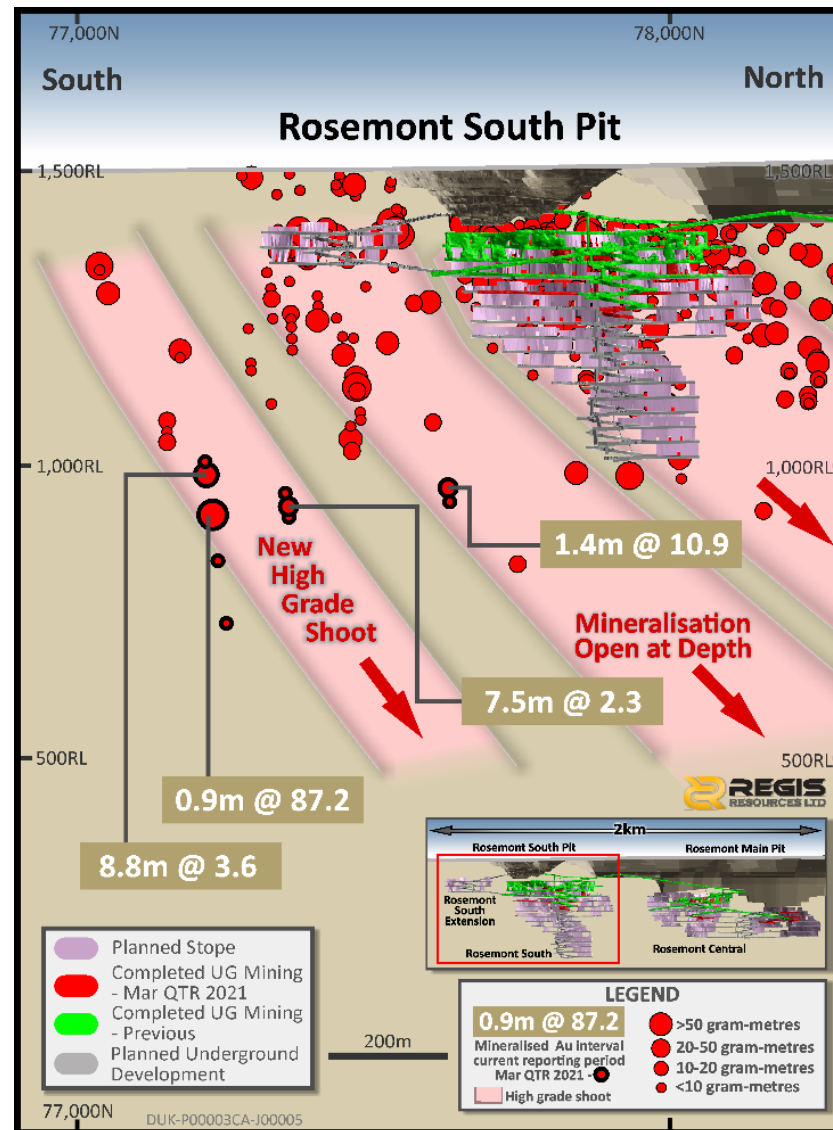 77,000N
78,000N
South
North
Rosemont South Pit
1,500RL
1,500RL
1,000RL
1,000RL
1.4m @ 10.9
New
High
Grade
Shoot
Mineralisation
Open at Depth
7.5m @ 2.3
500RL
500RL
0.9m @ 87.2
REGIS
RESOURCES LTD
8.8m @ 3.6
2km
Rosemont South Pit
Rosemont Main Pit
Rosemont
South
Extension
Rosemont South
Rosemont Central
Planned Stope
Completed UG Mining
- Mar QTR 2021
Completed UG Mining
- Previous
Planned Underground
Development
200m
LEGEND
0.9m @ 87.2
Mineralised Au interval
current reporting period
Mar QTR 2021 -
High grade shoot
>50 gram-metres
20-50 gram-metres
10-20 gram-metres
<10 gram-metres
77,000N
DUK-P00003CA-J00005